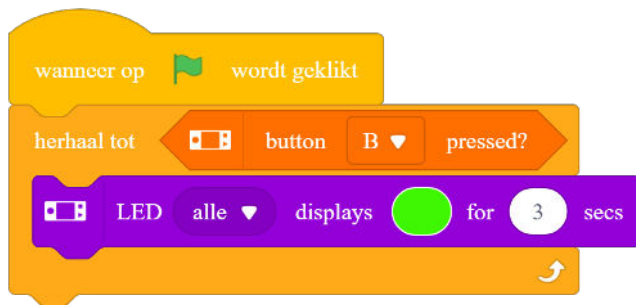 wanneer op wordt geklikt
herhaal tot button B pressed?
LED alle displays for 3 secs